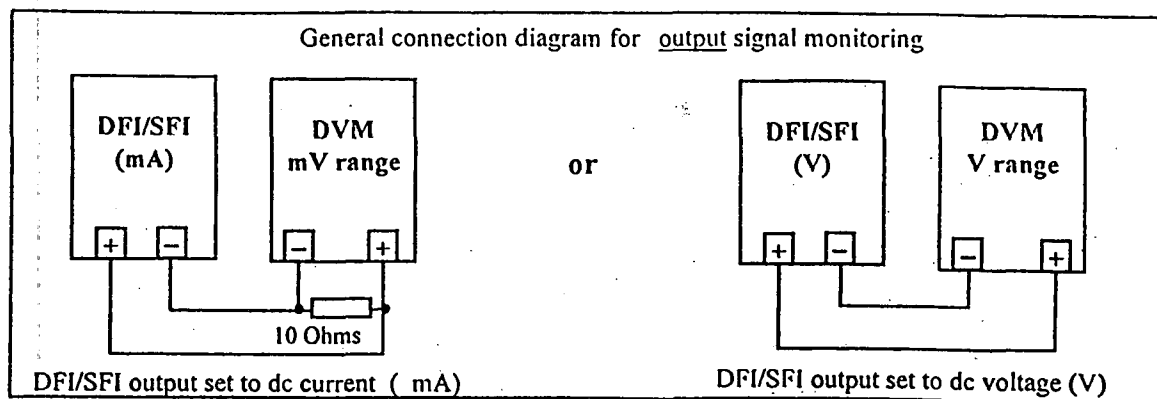 General connection diagram for output signal monitoring
DFI/SFI
(mA)
DVM
mV range
or
DFI/SFI
(V)
DVM
V range
+
−
−
+
+
−
−
+
10 Ohms
DFI/SFI output set to dc current ( mA)
DFI/SFI output set to dc voltage (V)